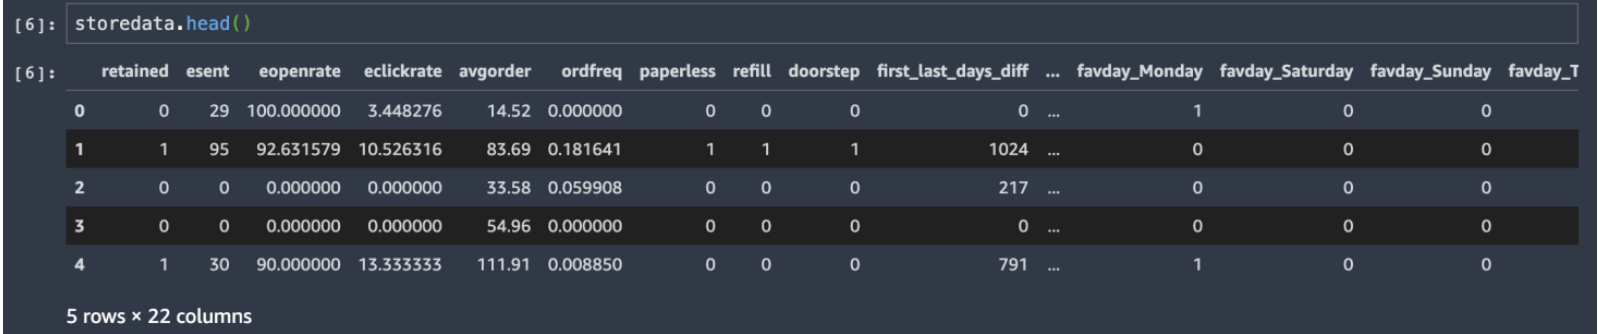 [6]: storedata.head()
[6]: retained esent eopenrate eclickrate avgorder ordfreq paperless refill doorstep first_last_days_diff ... favday_Monday favday_Saturday favday_Sunday favday_T
0 0 29 100.000000 3.448276 14.52 0.000000 0 0 0 0 ... 1 0 0
1 1 95 92.631579 10.526316 83.69 0.181641 1 1 1 1024 ... 0 0 0
2 0 0 0.000000 0.000000 33.58 0.059908 0 0 0 217 ... 0 0 0
3 0 0 0.000000 0.000000 54.96 0.000000 0 0 0 0 ... 0 0 0
4 1 30 90.000000 13.333333 111.91 0.008850 0 0 0 791 ... 1 0 0
5 rows × 22 columns